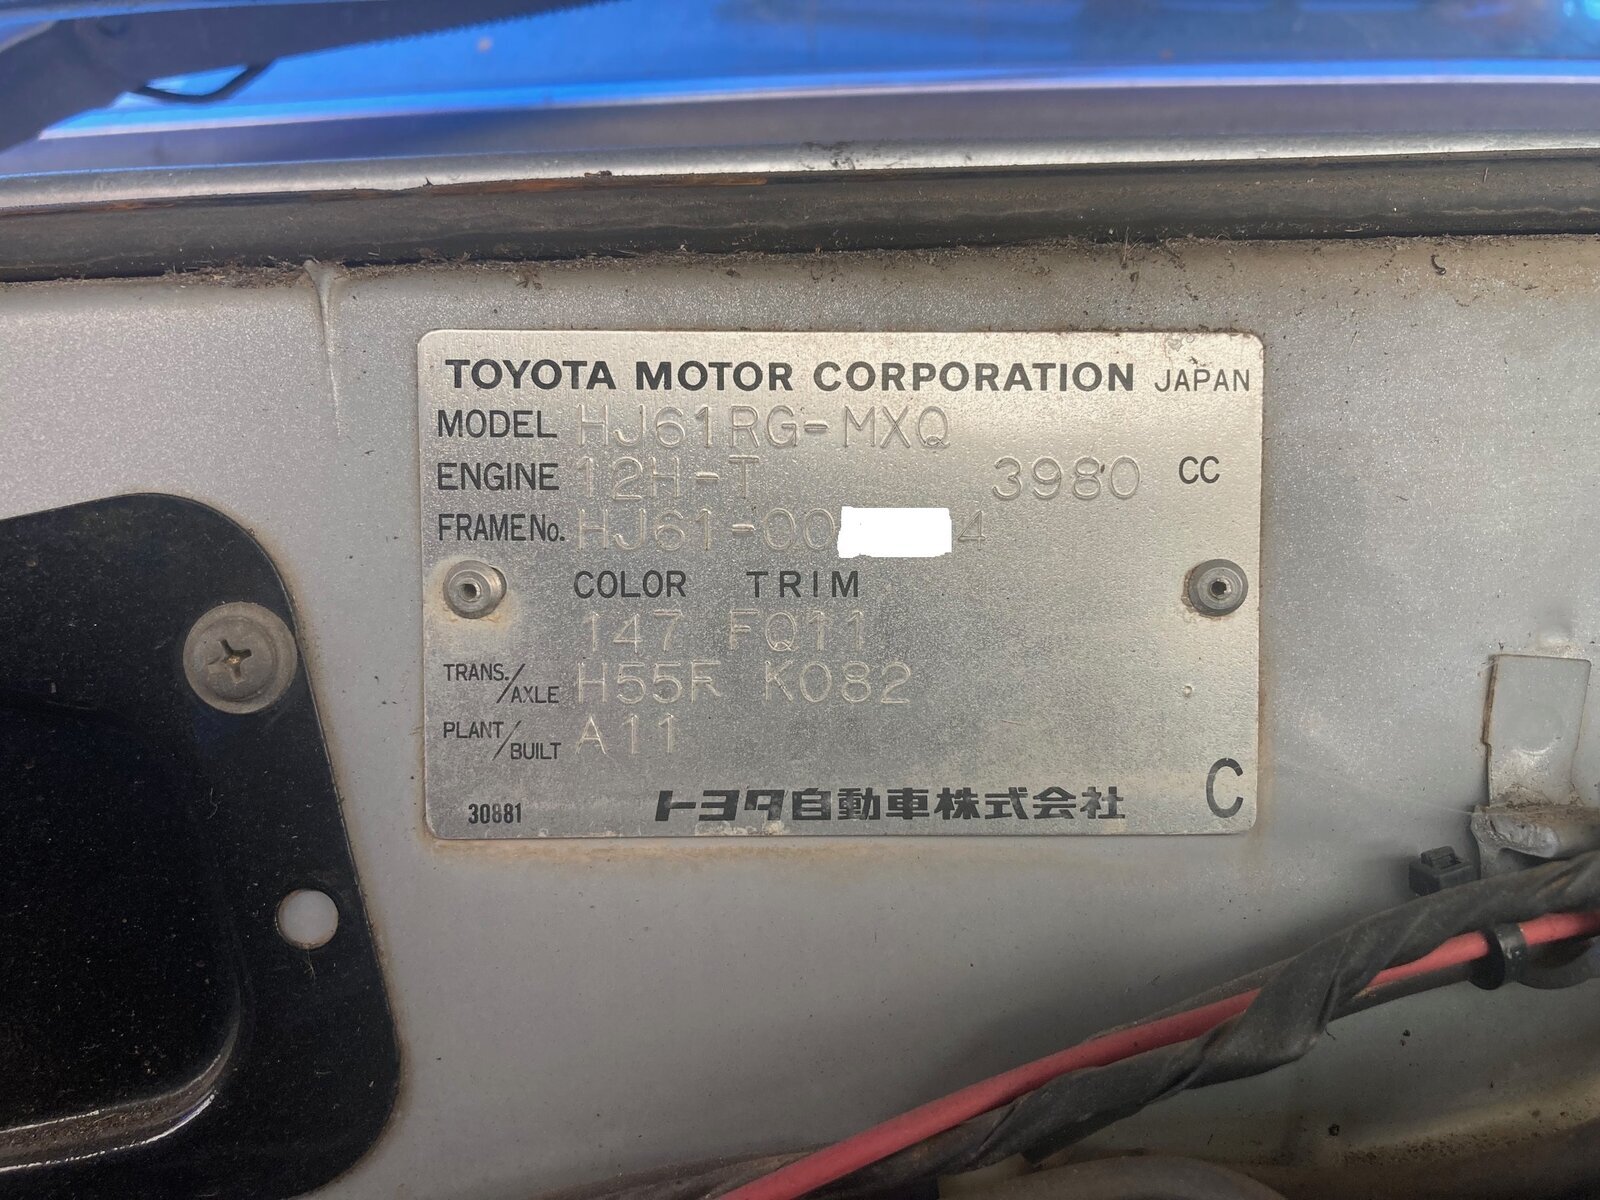 TOYOTA MOTOR CORPORATION JAPAN
MODEL HJ61RG-MXQ
ENGINE 12H-T 3980 CC
FRAME No. HJ61-00 4
COLOR TRIM
147 FQ11
TRANS./AXLE H55F K082
PLANT/BUILT A11
30881 トヨタ自動車株式会社 C